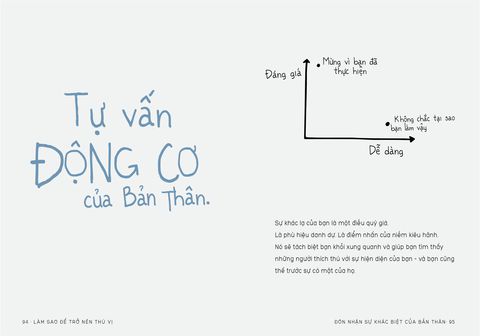 Tự vấn
ĐỘNG CƠ
của Bản Thân.
94 · LÀM SAO ĐỂ TRỞ NÊN THÚ VỊ
Đáng giá
Mừng vì bạn đã
thực hiện
Không chắc tại sao
bạn làm vậy
Dễ dàng
Sự khác lạ của bạn là một điều quý giá.
Là phù hiệu danh dự. Là điểm nhấn của niềm kiêu hãnh.
Nó sẽ tách biệt bạn khỏi xung quanh và giúp bạn tìm thấy
những người thích thú với sự hiện diện của bạn - và bạn cũng
thế trước sự có mặt của họ.
ĐÓN NHẬN SỰ KHÁC BIỆT CỦA BẢN THÂN · 95